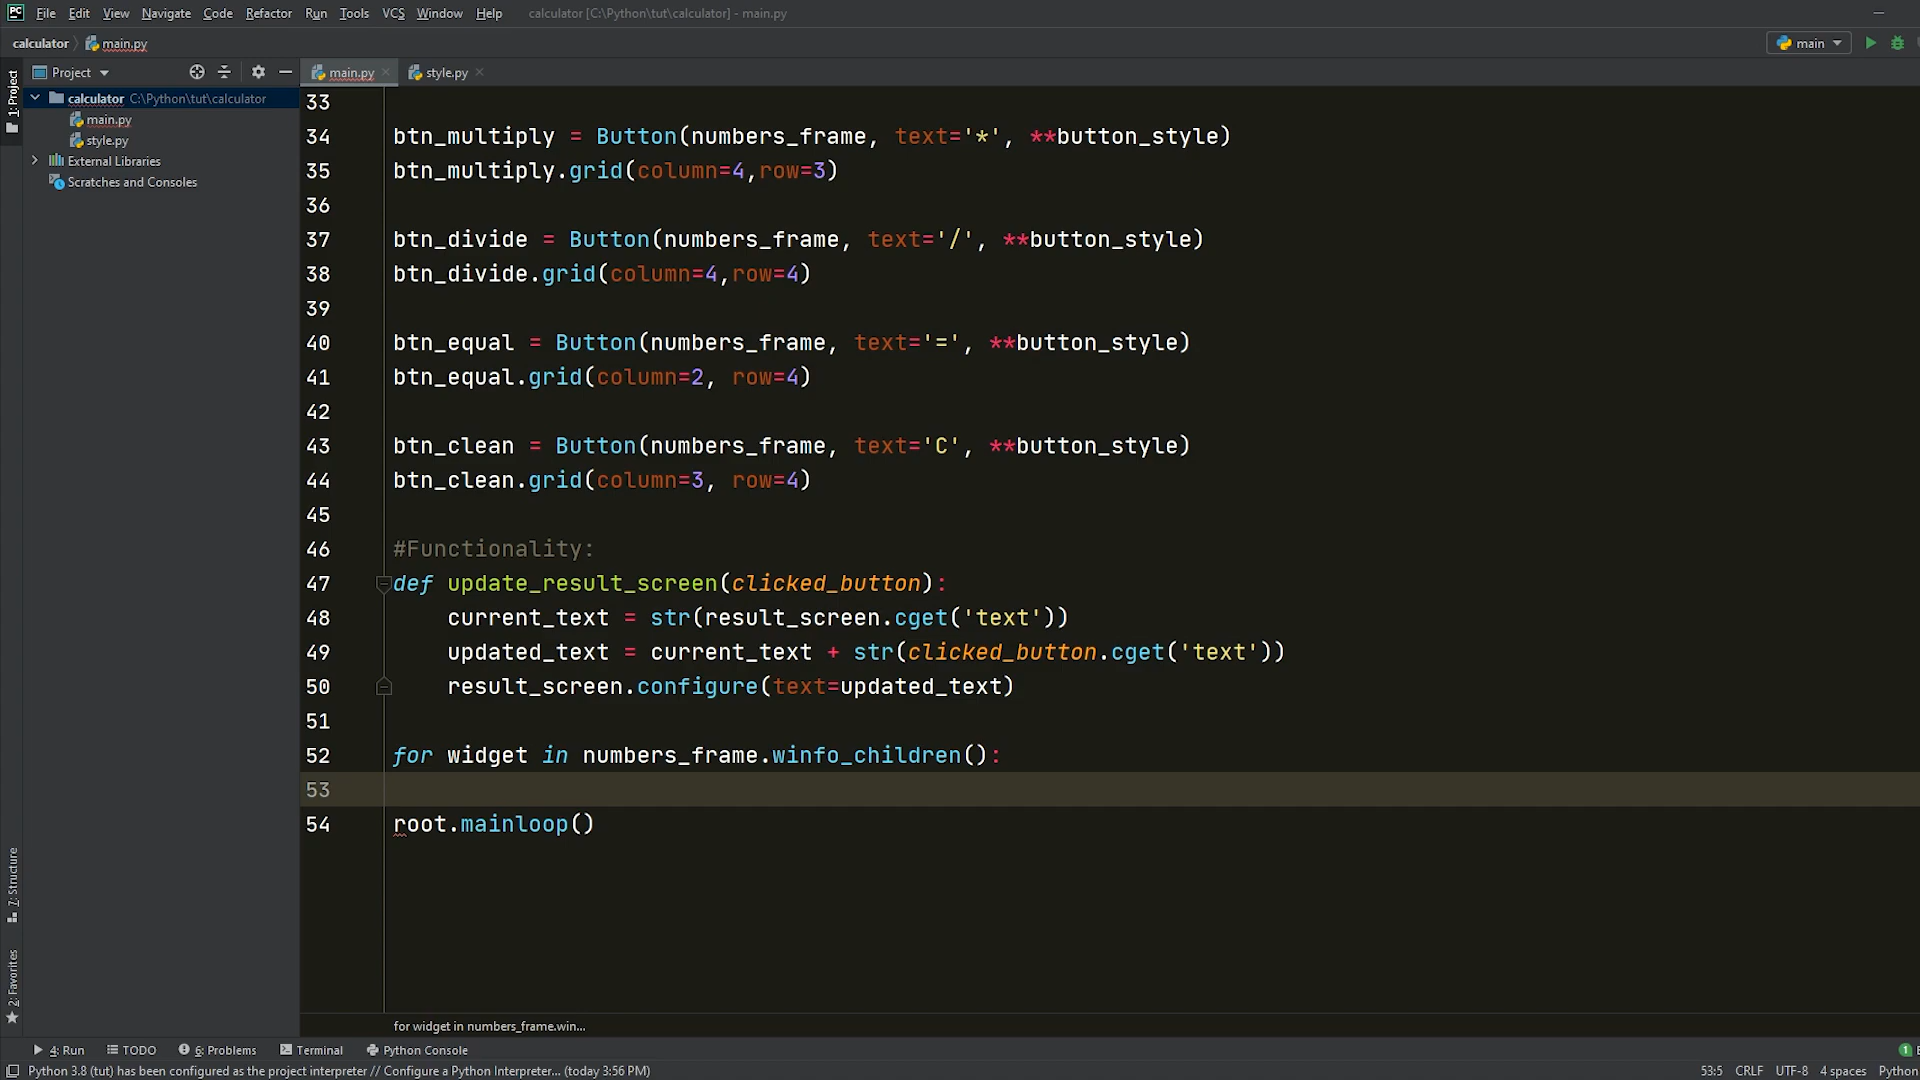 PC File Edit View Navigate Code Refactor Run Tools VCS Window Help calculator [C:\Python\tut\calculator] - main.py
calculator main.py main
1: Project
Project main.py style.py
calculator C:\Python\tut\calculator
main.py
style.py
External Libraries
Scratches and Consoles
33
34 btn_multiply = Button(numbers_frame, text='*', **button_style)
35 btn_multiply.grid(column=4,row=3)
36
37 btn_divide = Button(numbers_frame, text='/', **button_style)
38 btn_divide.grid(column=4,row=4)
39
40 btn_equal = Button(numbers_frame, text='=', **button_style)
41 btn_equal.grid(column=2, row=4)
42
43 btn_clean = Button(numbers_frame, text='C', **button_style)
44 btn_clean.grid(column=3, row=4)
45
46 #Functionality:
47 def update_result_screen(clicked_button):
48 current_text = str(result_screen.cget('text'))
49 updated_text = current_text + str(clicked_button.cget('text'))
50 result_screen.configure(text=updated_text)
51
52 for widget in numbers_frame.winfo_children():
53
54 root.mainloop()
7: Structure
2: Favorites
for widget in numbers_frame.win...
4: Run TODO 6: Problems Terminal Python Console 1
Python 3.8 (tut) has been configured as the project interpreter // Configure a Python Interpreter... (today 3:56 PM) 53:5 CRLF UTF-8 4 spaces Python